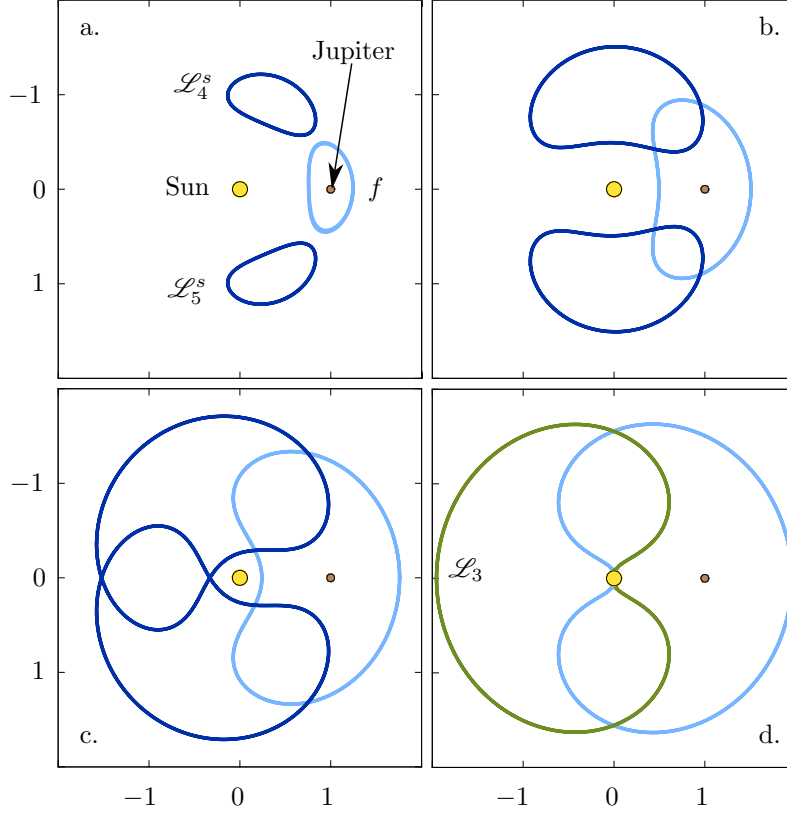 a.
b.
Jupiter
ℒ₄ˢ
−1
Sun
0
f
ℒ₅ˢ
1
−1
0
ℒ₃
1
c.
d.
−1
0
1
−1
0
1